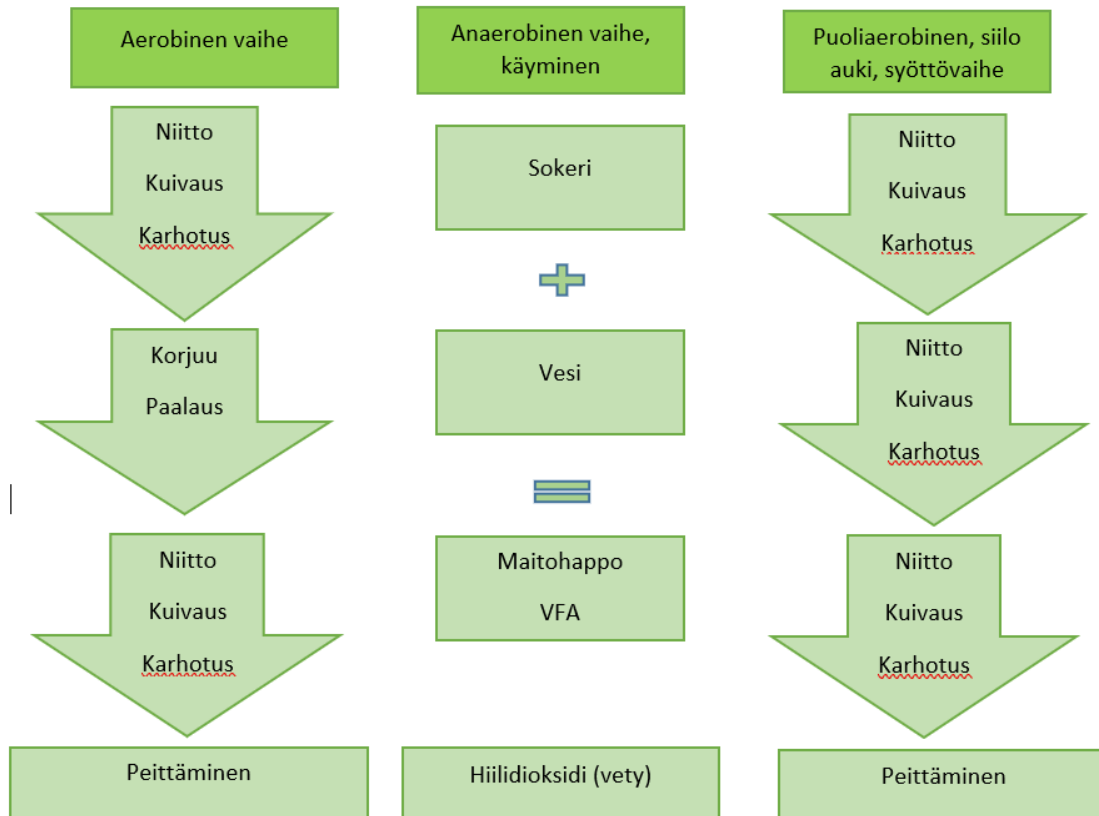 Aerobinen vaihe
Niitto
Kuivaus
Karhotus
Korjuu
Paalaus
Niitto
Kuivaus
Karhotus
Peittäminen
Anaerobinen vaihe,
käyminen
Sokeri
Vesi
Maitohappo
VFA
Hiilidioksidi (vety)
Puoliaerobinen, siilo
auki, syöttövaihe
Niitto
Kuivaus
Karhotus
Niitto
Kuivaus
Karhotus
Niitto
Kuivaus
Karhotus
Peittäminen